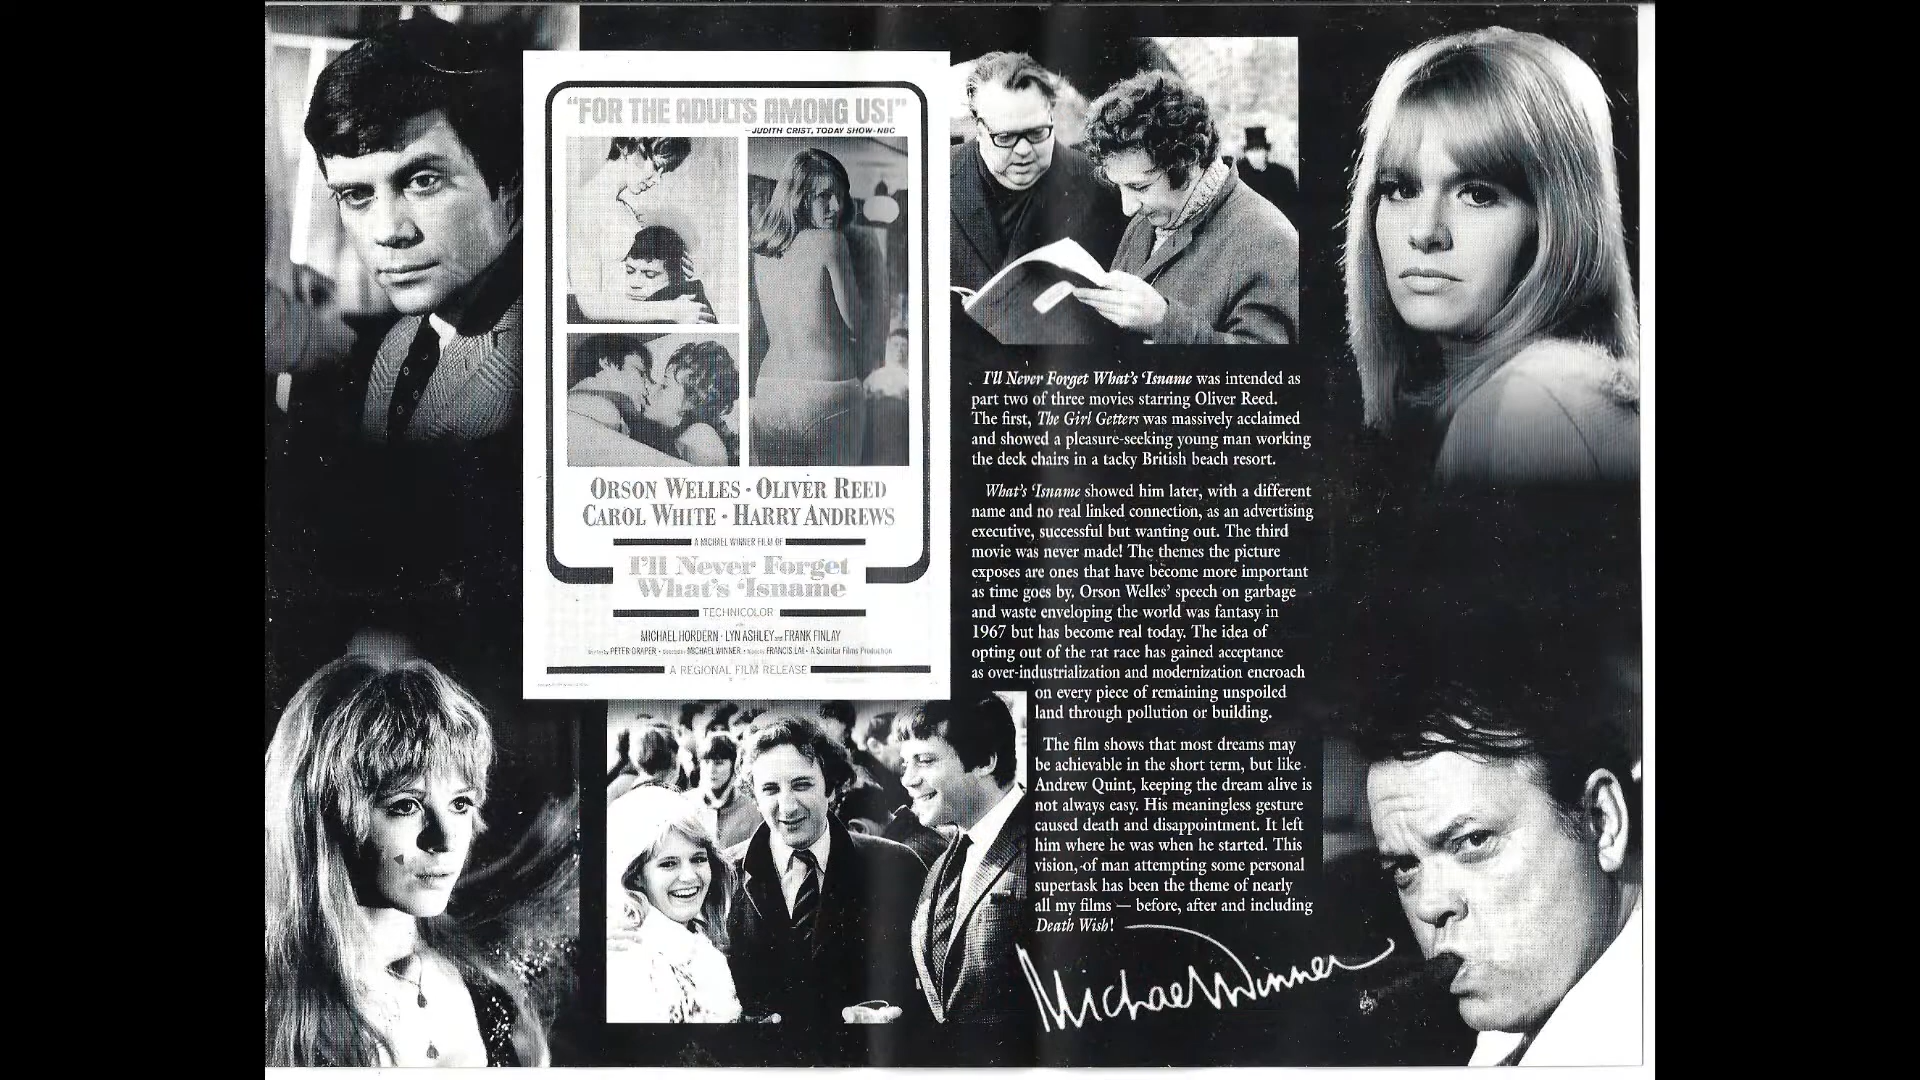 "FOR THE ADULTS AMONG US!"
—JUDITH CRIST, TODAY SHOW-NBC
ORSON WELLES · OLIVER REED
CAROL WHITE · HARRY ANDREWS
A MICHAEL WINNER FILM OF
I'll Never Forget
What's 'Isname
TECHNICOLOR
MICHAEL HORDERN · LYN ASHLEY and FRANK FINLAY
PETER DRAPER · MICHAEL WINNER · FRANCIS LAI · A Scimitar Films Production
A REGIONAL FILM RELEASE
I'll Never Forget What's 'Isname was intended as
part two of three movies starring Oliver Reed.
The first, The Girl Getters was massively acclaimed
and showed a pleasure-seeking young man working
the deck chairs in a tacky British beach resort.
What's 'Isname showed him later, with a different
name and no real linked connection, as an advertising
executive, successful but wanting out. The third
movie was never made! The themes the picture
exposes are ones that have become more important
as time goes by. Orson Welles' speech on garbage
and waste enveloping the world was fantasy in
1967 but has become real today. The idea of
opting out of the rat race has gained acceptance
as over-industrialization and modernization encroach
on every piece of remaining unspoiled
land through pollution or building.
The film shows that most dreams may
be achievable in the short term, but like
Andrew Quint, keeping the dream alive is
not always easy. His meaningless gesture
caused death and disappointment. It left
him where he was when he started. This
vision, of man attempting some personal
supertask has been the theme of nearly
all my films — before, after and including
Death Wish!
Michael Winner